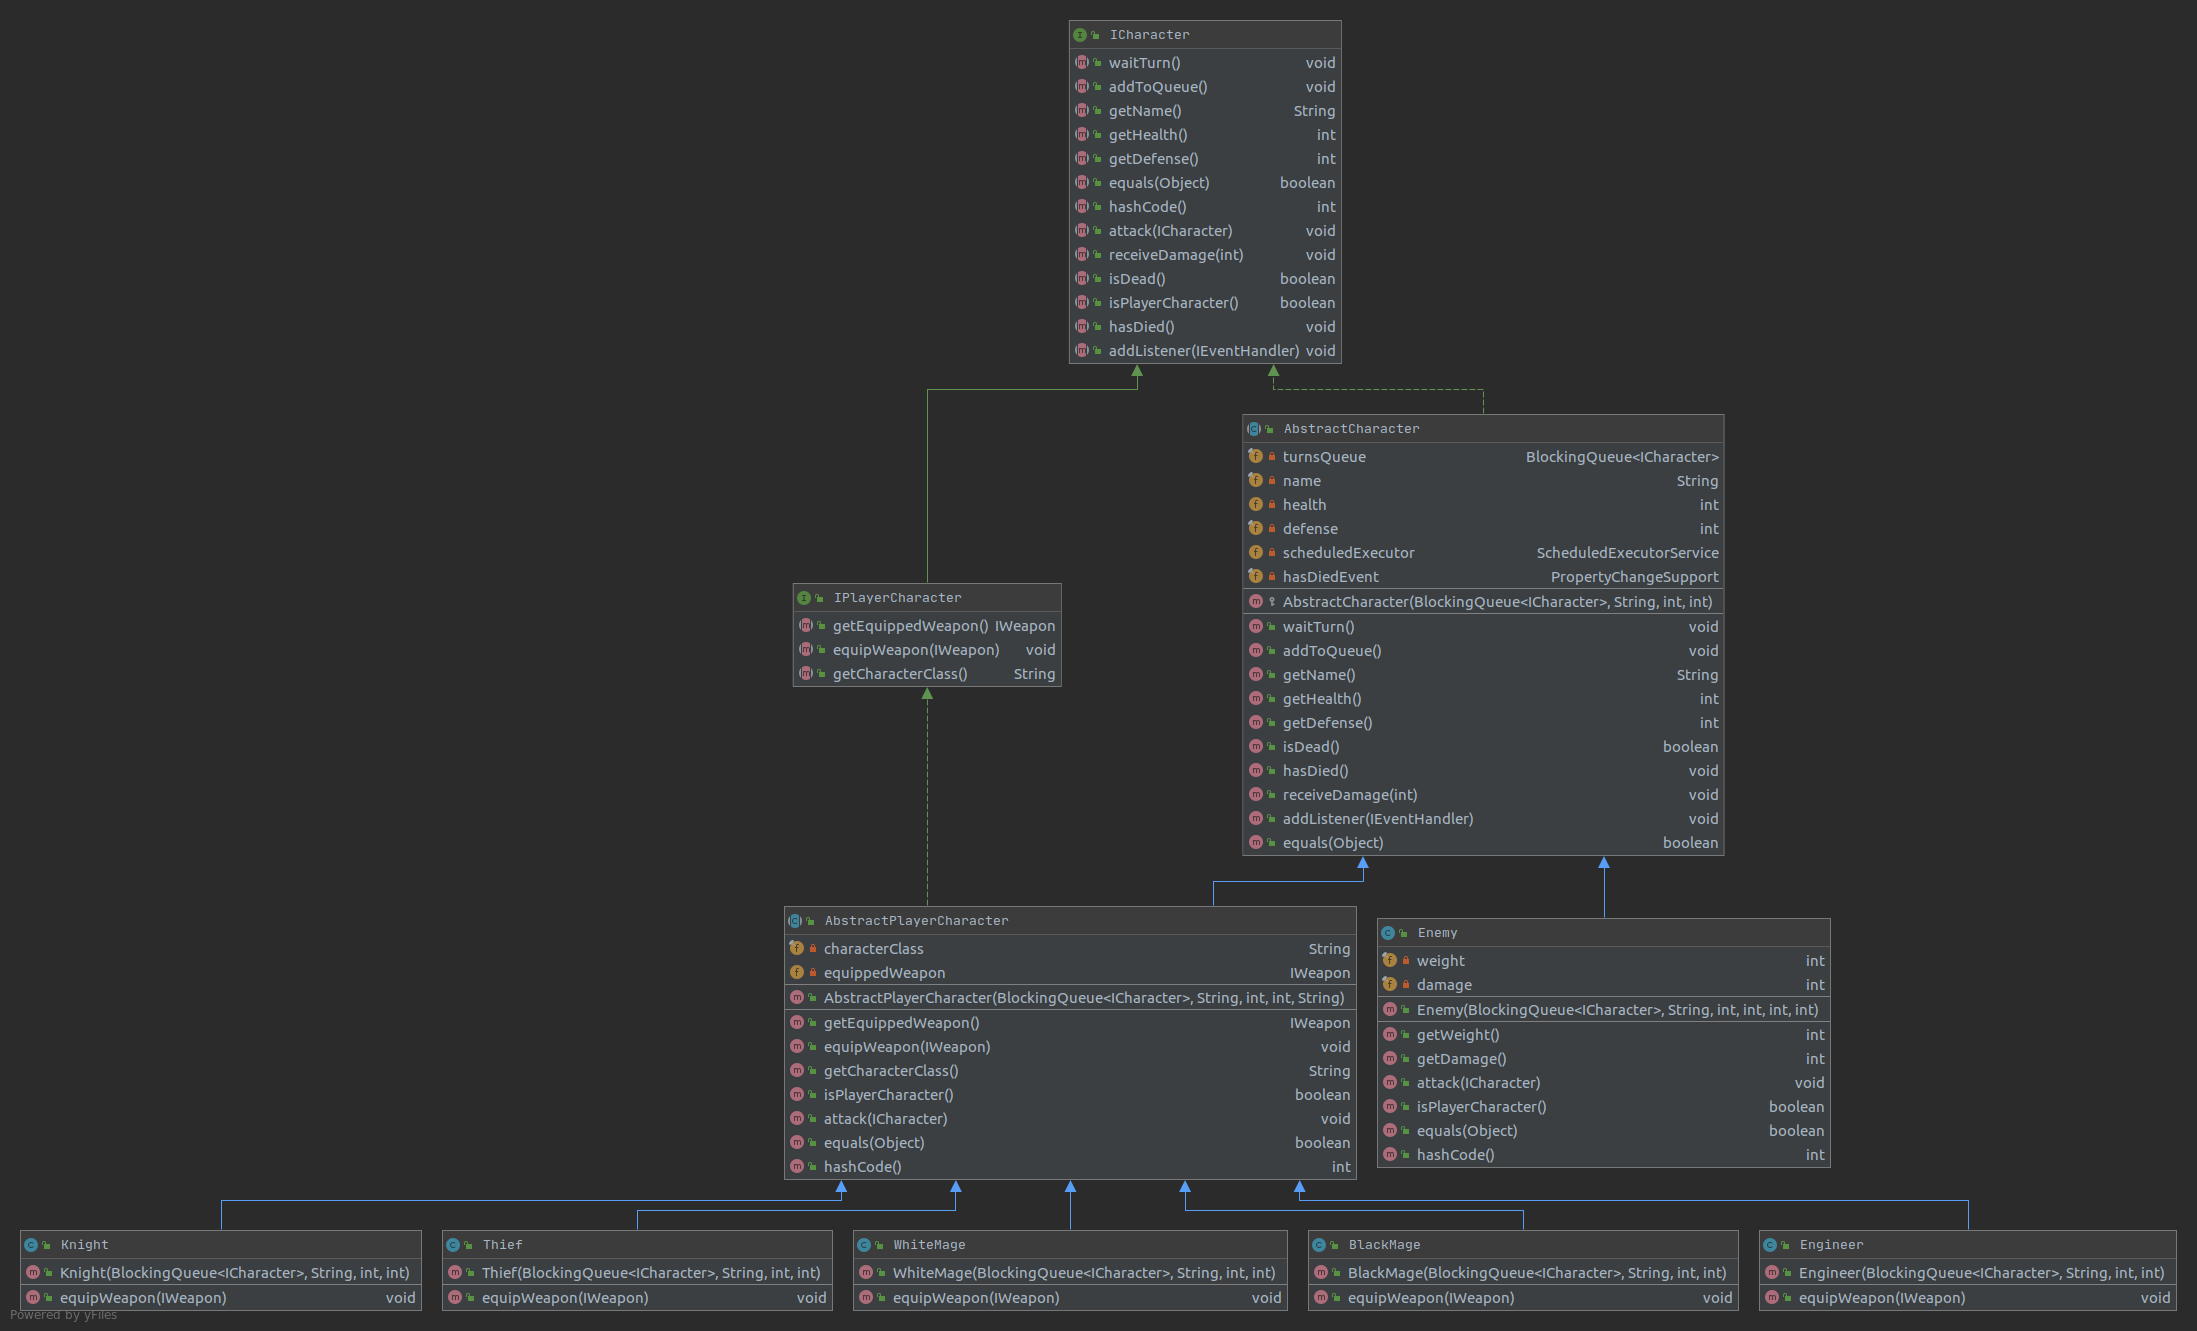 ICharacter
waitTurn() void
addToQueue() void
getName() String
getHealth() int
getDefense() int
equals(Object) boolean
hashCode() int
attack(ICharacter) void
receiveDamage(int) void
isDead() boolean
isPlayerCharacter() boolean
hasDied() void
addListener(IEventHandler) void
AbstractCharacter
turnsQueue BlockingQueue<ICharacter>
name String
health int
defense int
scheduledExecutor ScheduledExecutorService
hasDiedEvent PropertyChangeSupport
AbstractCharacter(BlockingQueue<ICharacter>, String, int, int)
waitTurn() void
addToQueue() void
getName() String
getHealth() int
getDefense() int
isDead() boolean
hasDied() void
receiveDamage(int) void
addListener(IEventHandler) void
equals(Object) boolean
IPlayerCharacter
getEquippedWeapon() IWeapon
equipWeapon(IWeapon) void
getCharacterClass() String
AbstractPlayerCharacter
characterClass String
equippedWeapon IWeapon
AbstractPlayerCharacter(BlockingQueue<ICharacter>, String, int, int, String)
getEquippedWeapon() IWeapon
equipWeapon(IWeapon) void
getCharacterClass() String
isPlayerCharacter() boolean
attack(ICharacter) void
equals(Object) boolean
hashCode() int
Enemy
weight int
damage int
Enemy(BlockingQueue<ICharacter>, String, int, int, int, int)
getWeight() int
getDamage() int
attack(ICharacter) void
isPlayerCharacter() boolean
equals(Object) boolean
hashCode() int
Knight
Knight(BlockingQueue<ICharacter>, String, int, int)
equipWeapon(IWeapon) void
Thief
Thief(BlockingQueue<ICharacter>, String, int, int)
equipWeapon(IWeapon) void
WhiteMage
WhiteMage(BlockingQueue<ICharacter>, String, int, int)
equipWeapon(IWeapon) void
BlackMage
BlackMage(BlockingQueue<ICharacter>, String, int, int)
equipWeapon(IWeapon) void
Engineer
Engineer(BlockingQueue<ICharacter>, String, int, int)
equipWeapon(IWeapon) void
Powered by yFiles